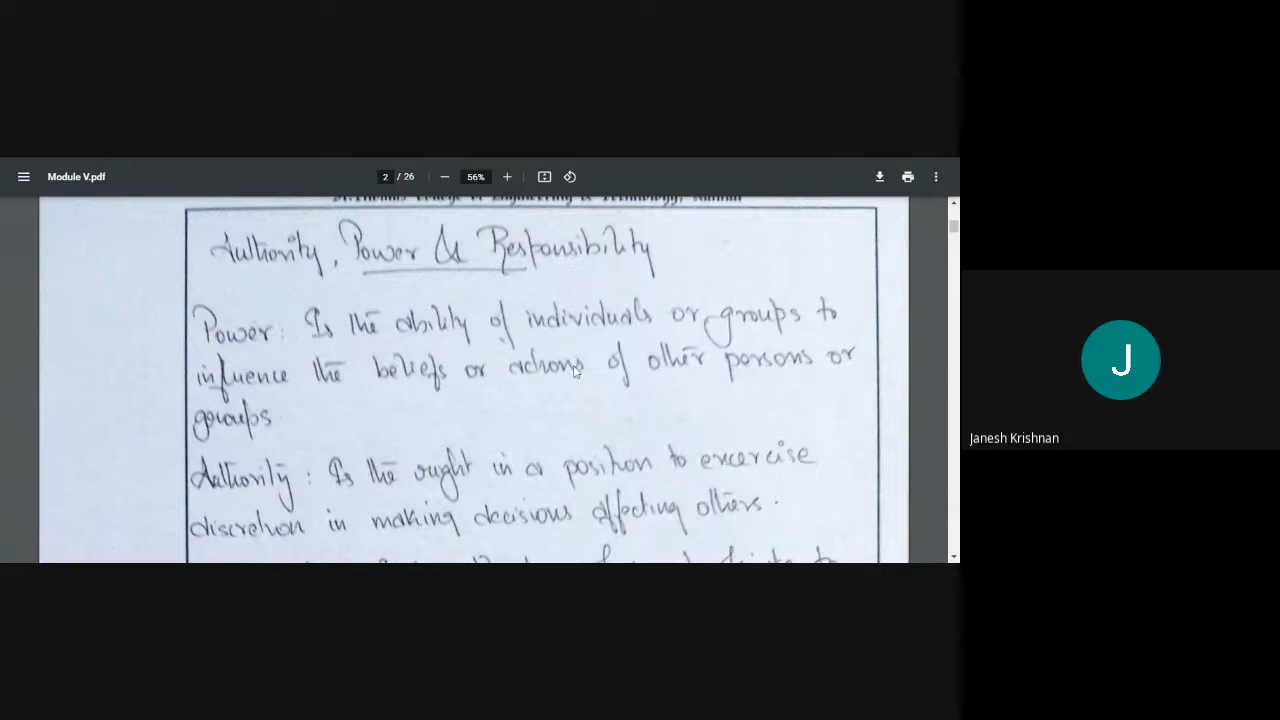 Module V.pdf
2 / 26
56%
Authority, Power & Responsibility
Power: Is the ability of individuals or groups to
influence the beliefs or actions of other persons or
groups
Authority: Is the right in a position to excercise
discretion in making decisions affecting others.
J
Janesh Krishnan